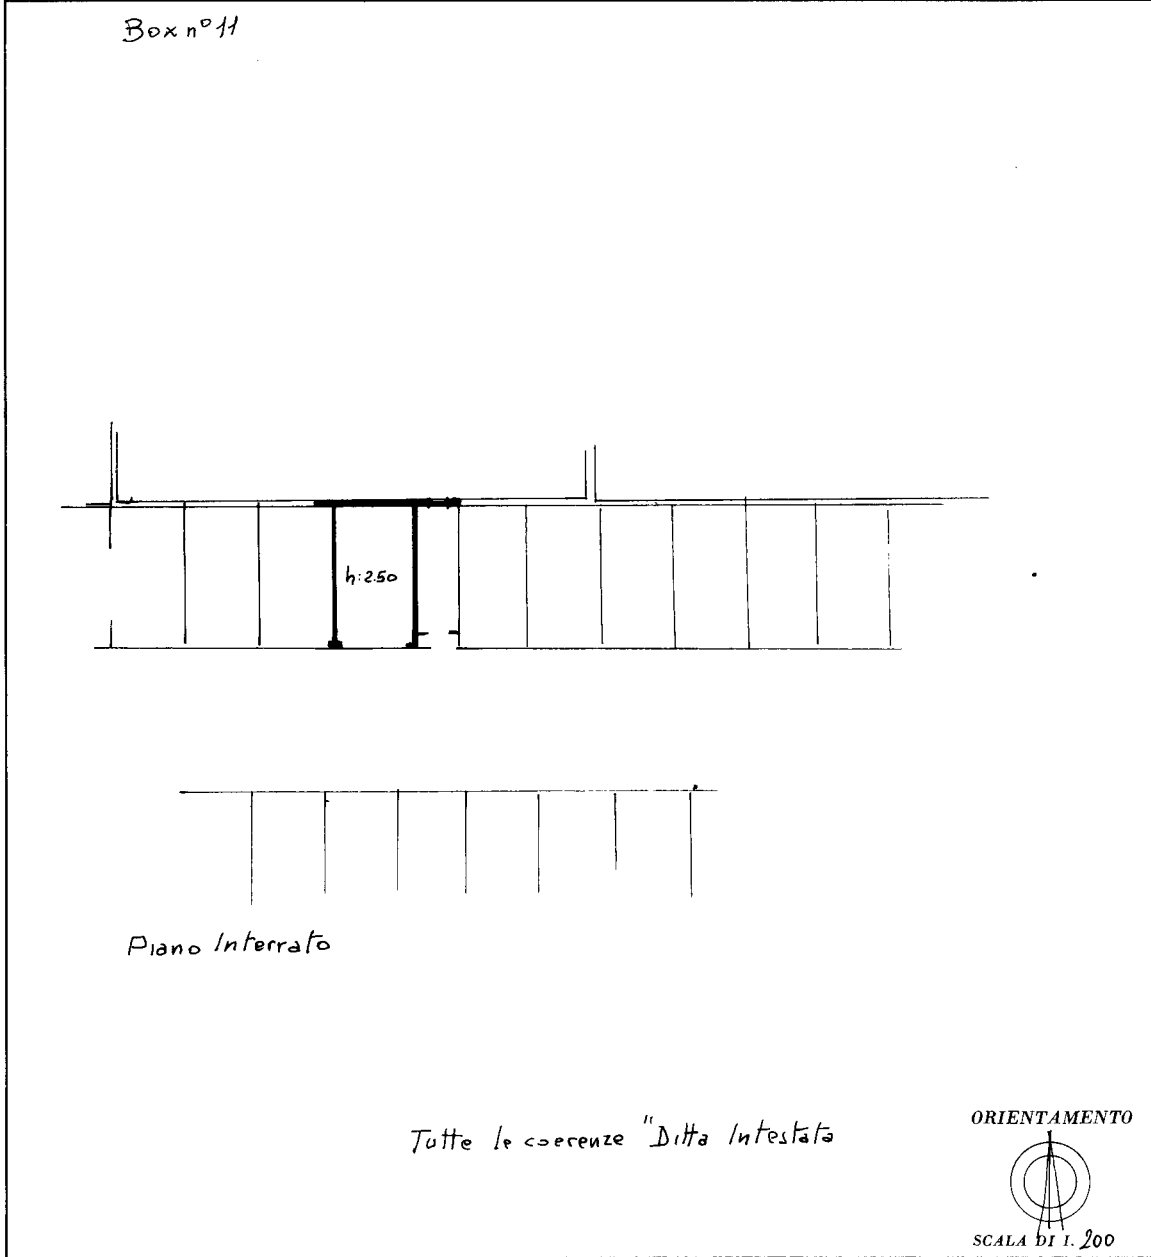 Box n° 11
h: 2.50
Piano Interrato
Tutte le coerenze "Ditta Intestata
ORIENTAMENTO
SCALA DI 1. 200